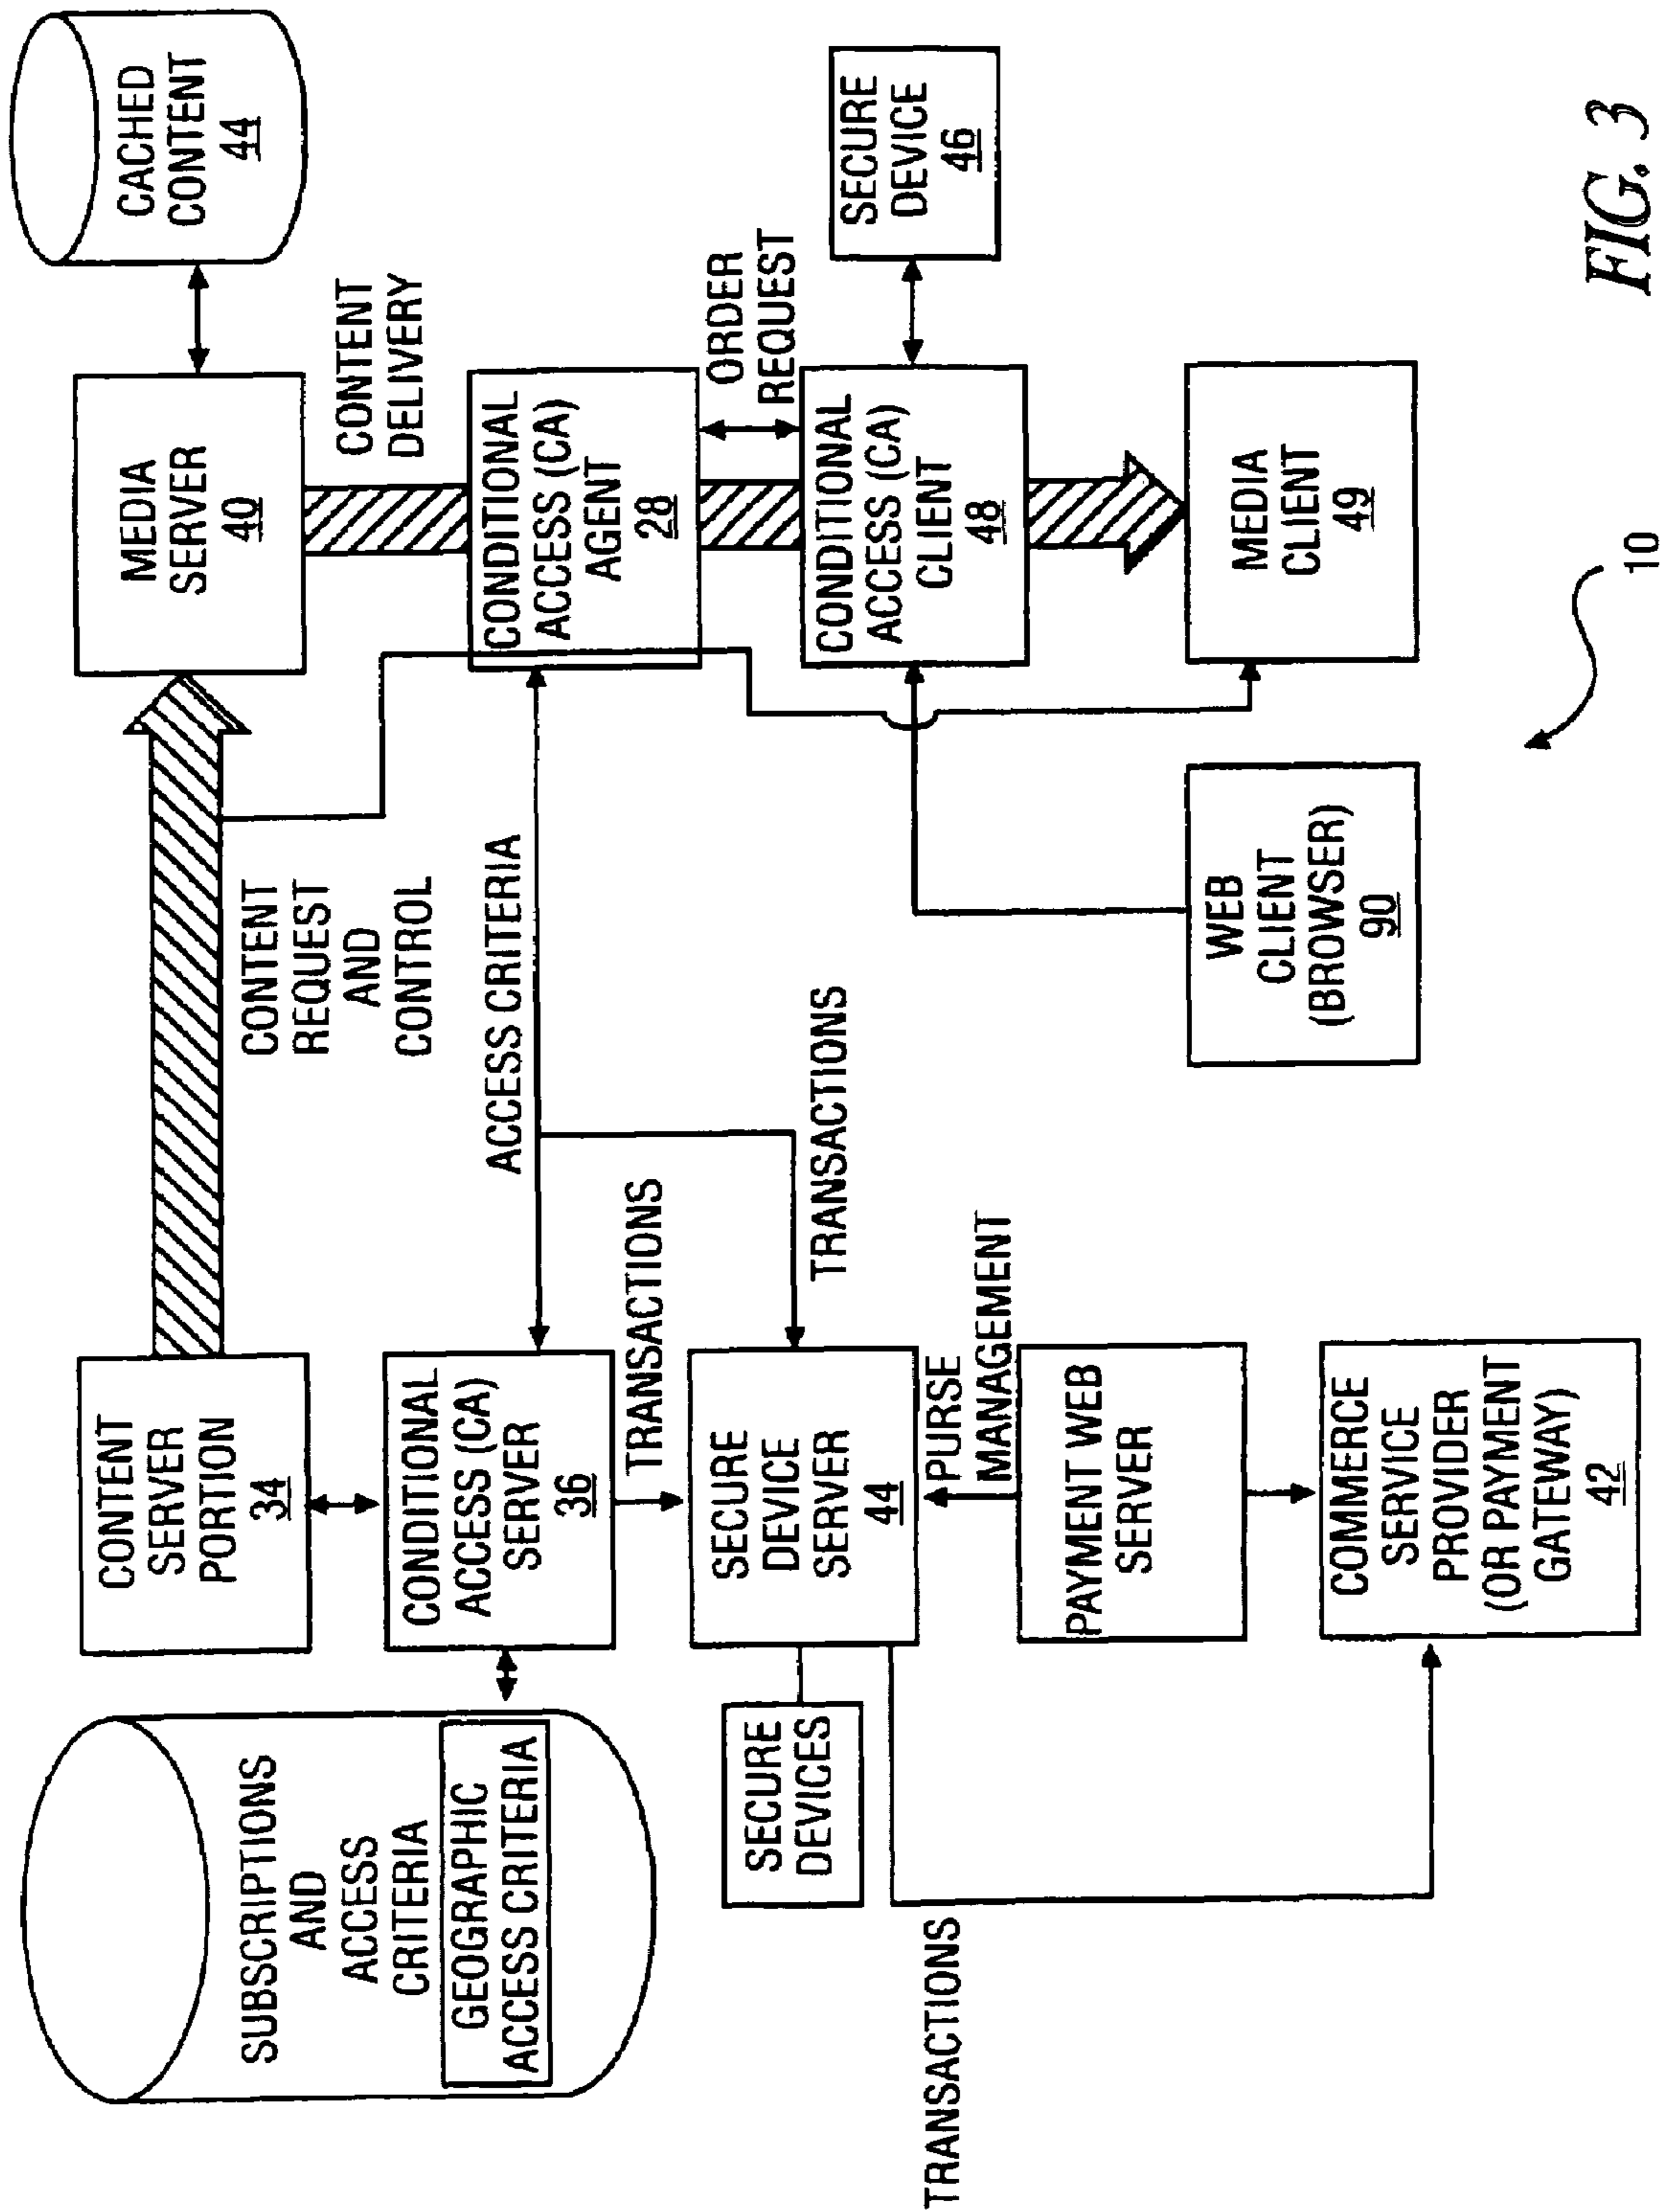 SUBSCRIPTIONS
AND
ACCESS
CRITERIA
GEOGRAPHIC
ACCESS CRITERIA
CONTENT
SERVER
PORTION
34
CONTENT
REQUEST
AND
CONTROL
MEDIA
SERVER
40
CACHED
CONTENT
44
CONTENT
DELIVERY
CONDITIONAL
ACCESS (CA)
SERVER
36
ACCESS CRITERIA
CONDITIONAL
ACCESS (CA)
AGENT
28
TRANSACTIONS
TRANSACTIONS
ORDER
REQUEST
SECURE
DEVICES
SECURE
DEVICE
SERVER
44
CONDITIONAL
ACCESS (CA)
CLIENT
48
SECURE
DEVICE
46
TRANSACTIONS
PURSE
MANAGEMENT
PAYMENT WEB
SERVER
WEB
CLIENT
(BROWSER)
90
MEDIA
CLIENT
49
COMMERCE
SERVICE
PROVIDER
(OR PAYMENT
GATEWAY)
42
10
FIG. 3